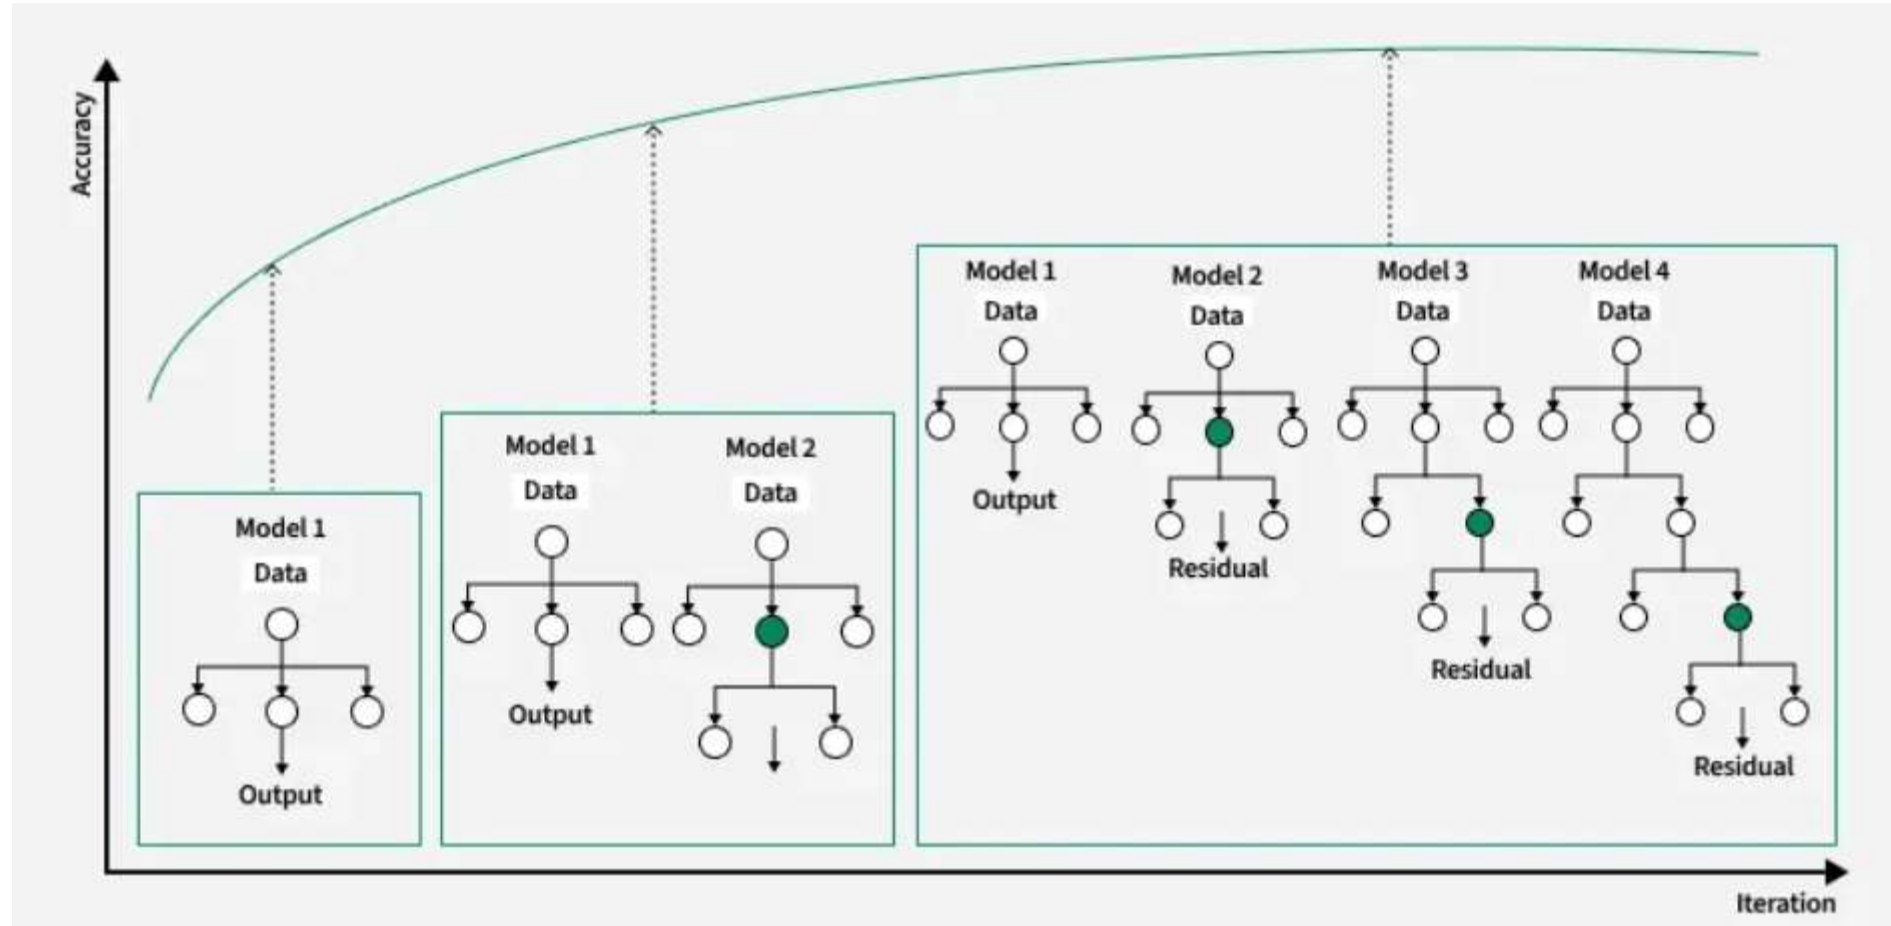 Accuracy
Model 1
Data
Output
Model 1
Data
Output
Model 2
Data
Model 1
Data
Output
Model 2
Data
Residual
Model 3
Data
Residual
Model 4
Data
Residual
Iteration